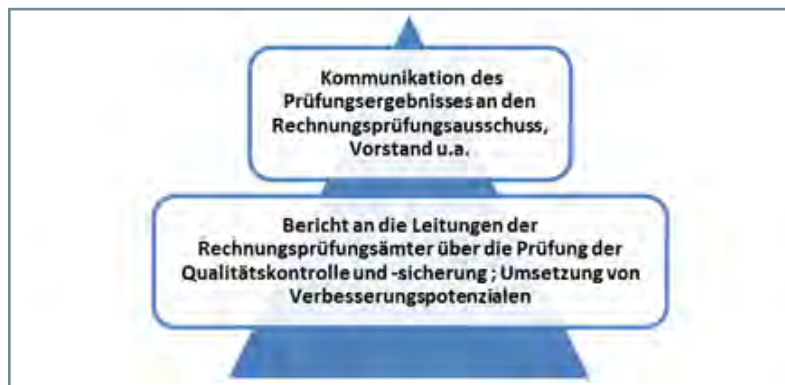 Kommunikation des
Prüfungsergebnisses an den
Rechnungsprüfungsausschuss,
Vorstand u.a.
Bericht an die Leitungen der
Rechnungsprüfungsämter über die Prüfung der
Qualitätskontrolle und -sicherung ; Umsetzung von
Verbesserungspotenzialen